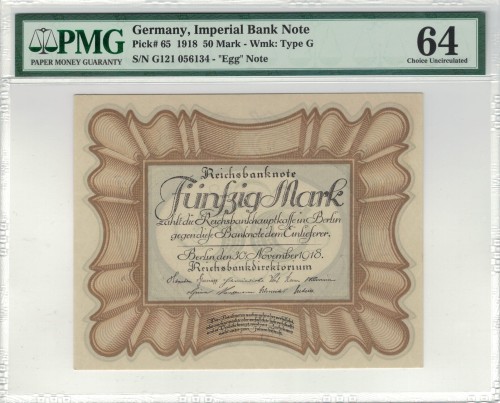 PMG
PAPER MONEY GUARANTY
Germany, Imperial Bank Note
Pick# 65 1918 50 Mark - Wmk: Type G
S/N G121 056134 - "Egg" Note
64
Choice Uncirculated
Reichsbanknote
Fünfzig Mark
zahlt die Reichsbankhauptkasse in Berlin
gegen diese Banknote dem Einlieferer.
Berlin den 30. November 1918.
Reichsbankdirektorium